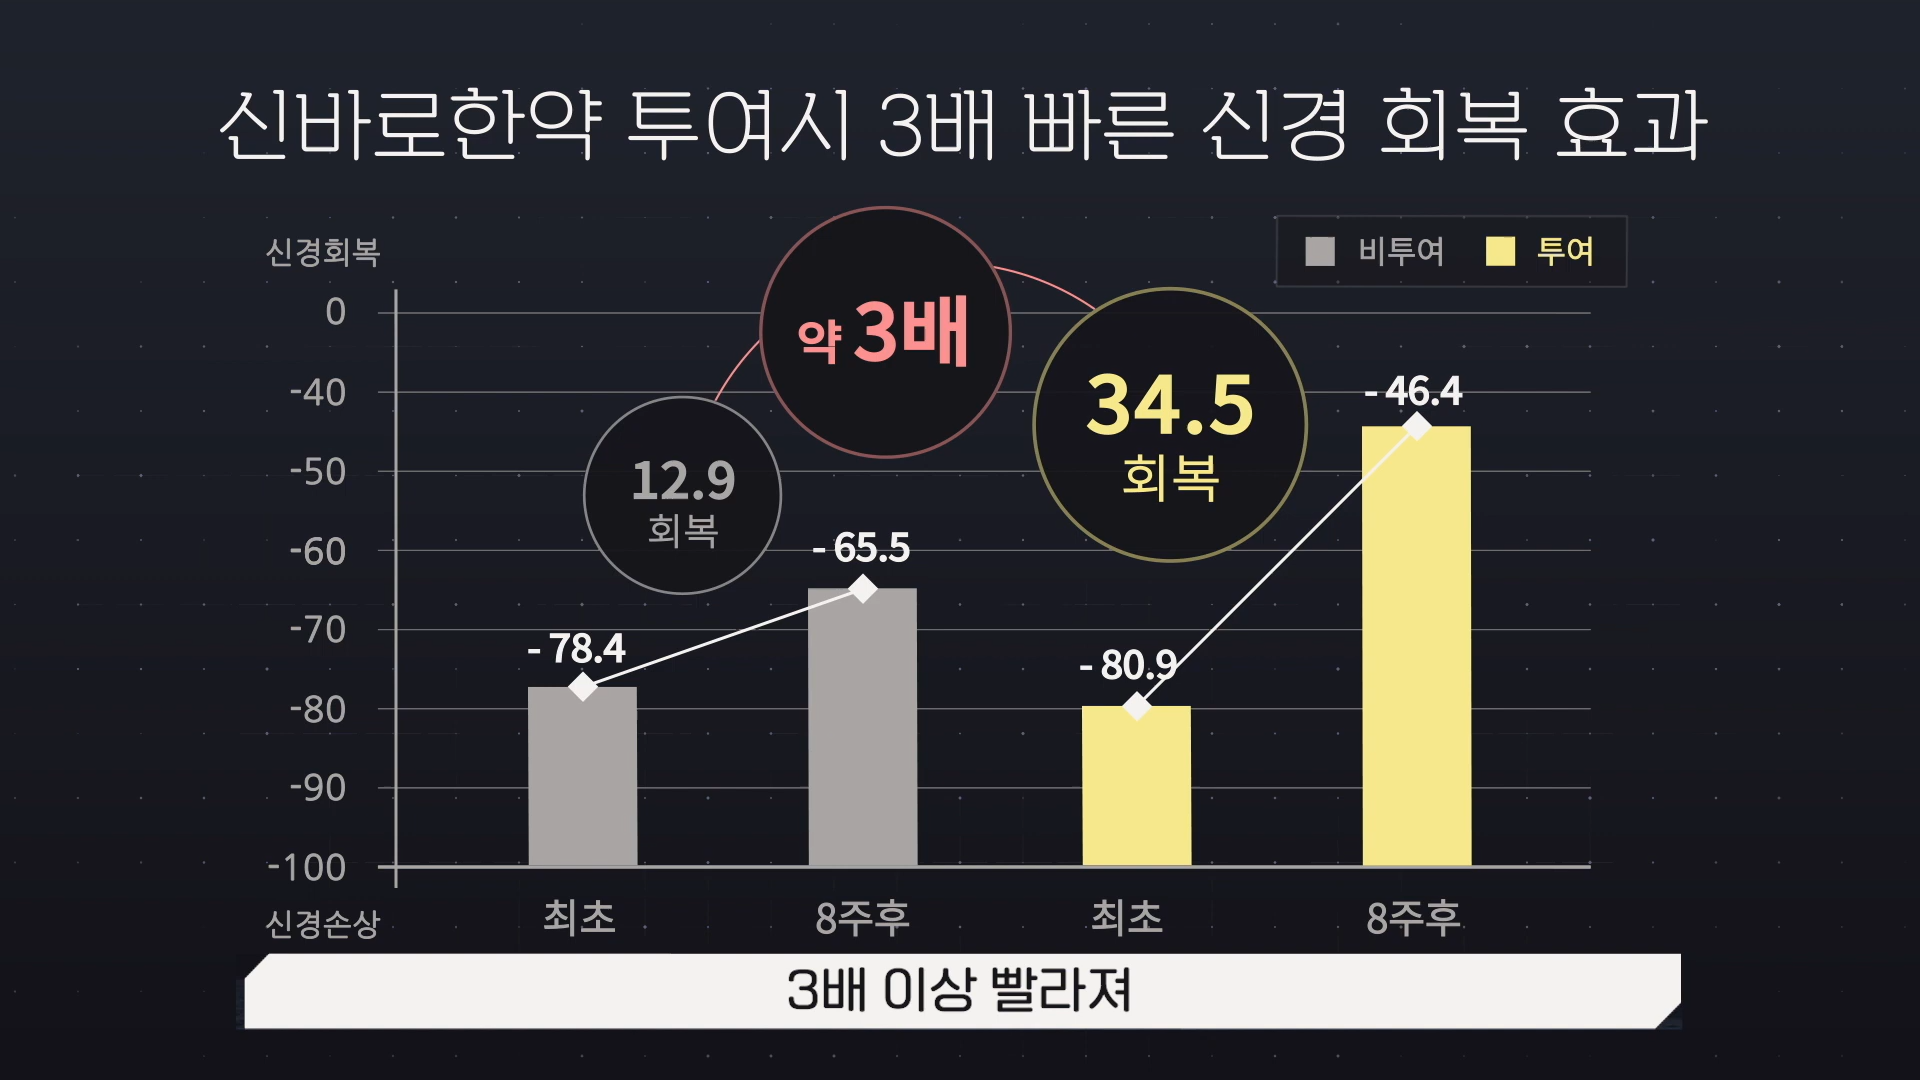 신바로한약 투여시 3배 빠른 신경 회복 효과
신경회복
비투여 투여
0
-40
-50
-60
-70
-80
-90
-100
신경손상
약 3배
12.9
회복
34.5
회복
- 78.4
- 65.5
- 80.9
- 46.4
최초 8주후 최초 8주후
3배 이상 빨라져